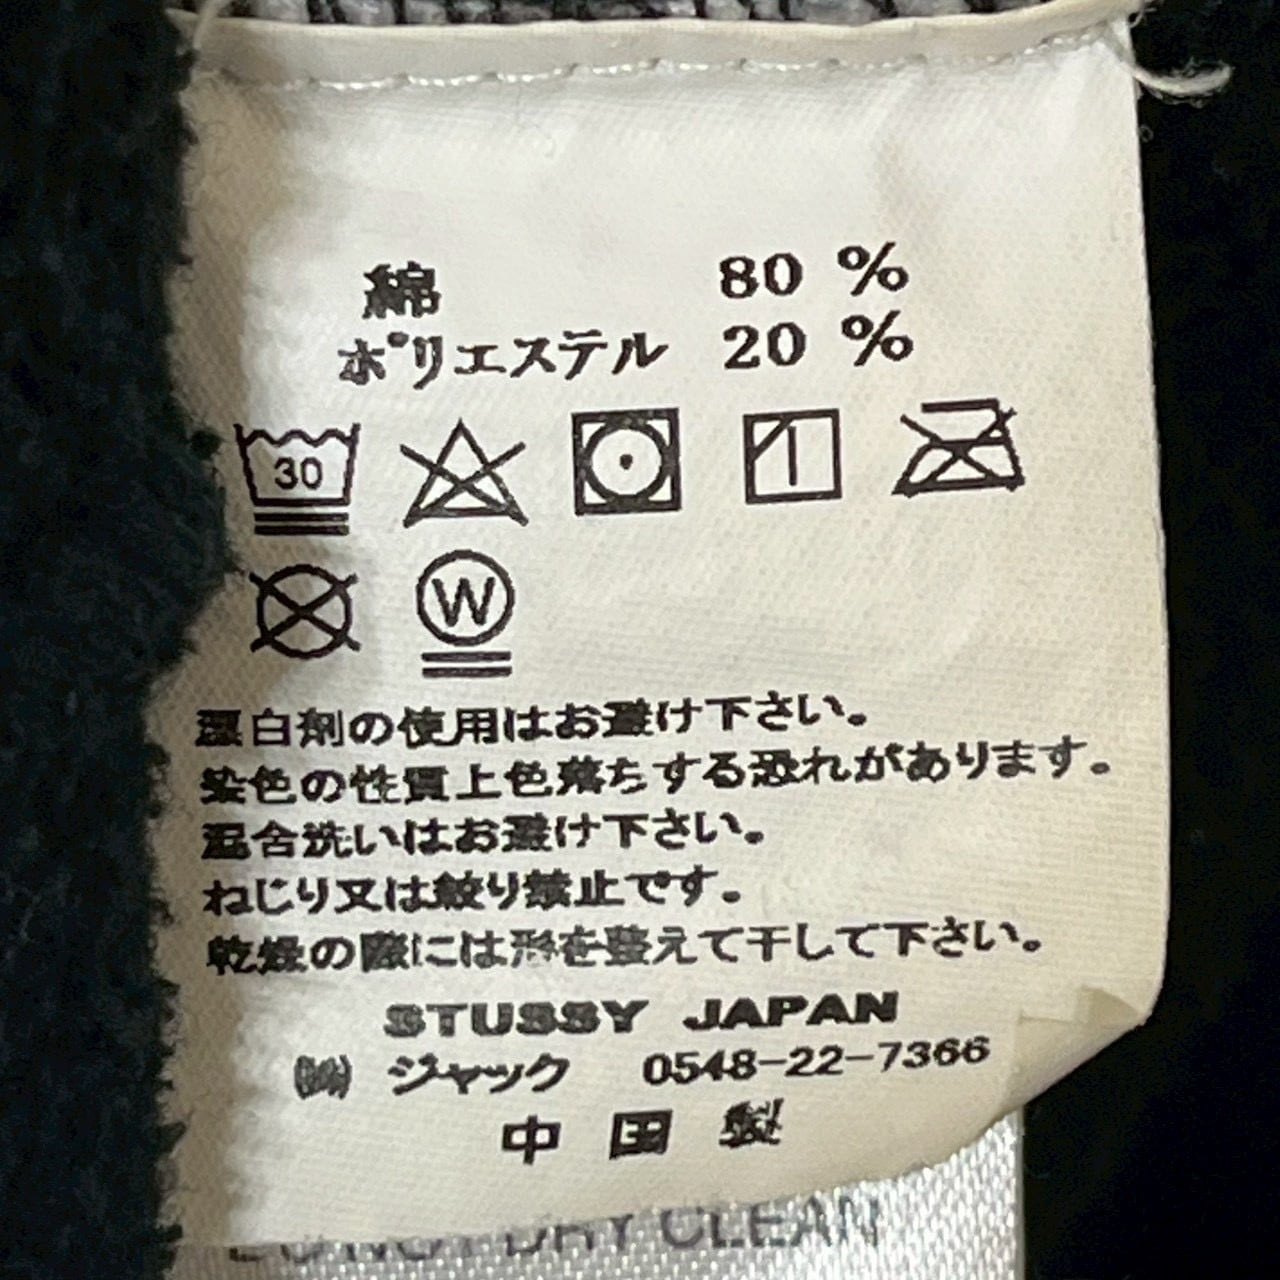 綿 80 %
ポリエステル 20 %
30
W
漂白剤の使用はお避け下さい。
染色の性質上色落ちする恐れがあります。
混合洗いはお避け下さい。
ねじり又は絞り禁止です。
乾燥の際には形を整えて干して下さい。
STUSSY JAPAN
㈱ ジャック 0548-22-7366
中国製
DO NOT DRY CLEAN